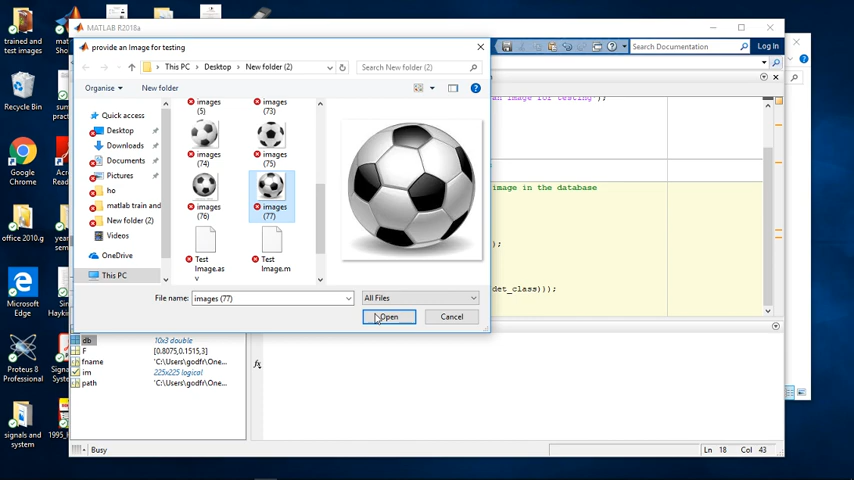 MATLAB R2018a
provide an Image for testing
This PC > Desktop > New folder (2)
Search New folder (2)
Search Documentation
Log In
Organise
New folder
an image for testing");
Quick access
Desktop
Downloads
Documents
Pictures
ho
matlab train and
New folder (2)
Videos
OneDrive
This PC
images (5)
images (73)
images (74)
images (75)
images (76)
images (77)
Test Image.asv
Test Image.m
image in the database
);
det_class)));
File name:
images (77)
All Files
Open
Cancel
db
10x3 double
F
[0.8075,0.1515,3]
fname
'C:\Users\godfr\One...
im
225x225 logical
path
'C:\Users\godfr\One...
fx
Busy
Ln 18 Col 43
trained and test images
Recycle Bin
Google Chrome
office 2010.g
Microsoft Edge
Proteus 8 Professional
signals and system